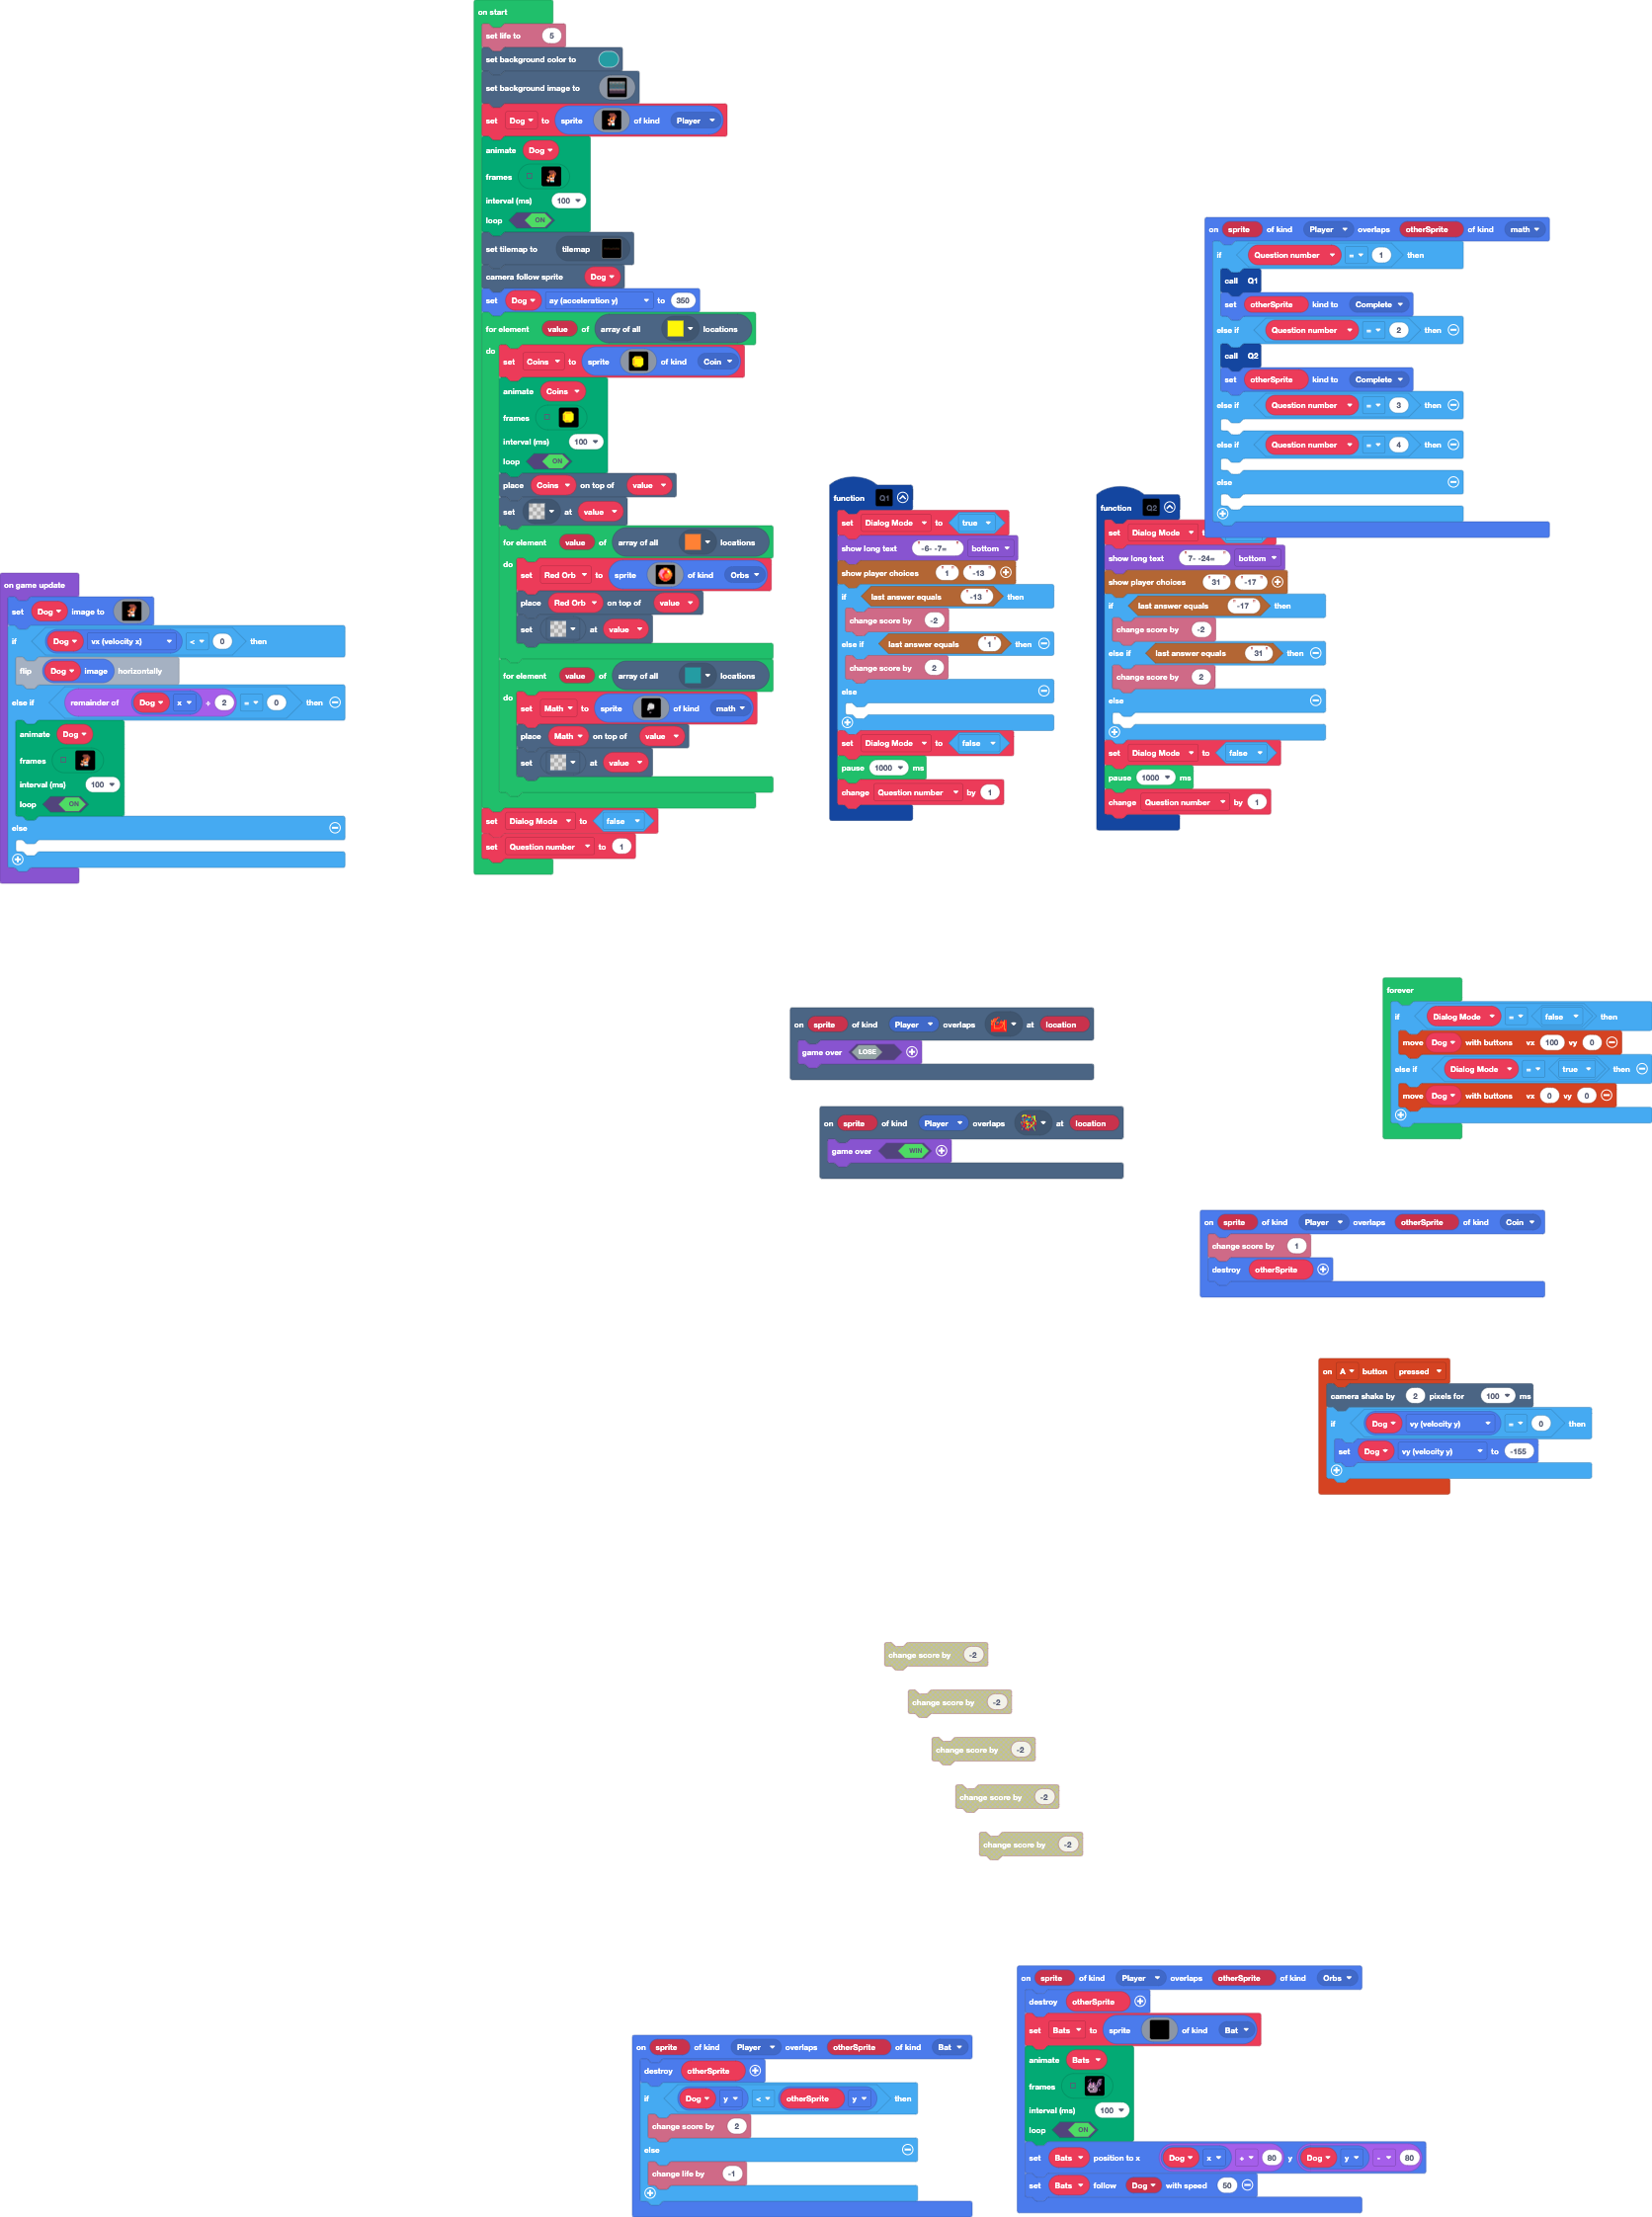 on start
set life to 5
set background color to
set background image to
set Dog to sprite of kind Player
animate Dog
frames
interval (ms) 100
loop ON
set tilemap to tilemap
camera follow sprite Dog
set Dog ay (acceleration y) to 350
for element value of array of all locations
do
set Coins to sprite of kind Coin
animate Coins
frames
interval (ms) 100
loop ON
place Coins on top of value
set at value
for element value of array of all locations
do
set Red Orb to sprite of kind Orbs
place Red Orb on top of value
set at value
for element value of array of all locations
do
set Math to sprite of kind math
place Math on top of value
set at value
set Dialog Mode to false
set Question number to 1
on game update
set Dog image to
if Dog vx (velocity x) < 0 then
flip Dog image horizontally
else if remainder of Dog x ÷ 2 = 0 then
animate Dog
frames
interval (ms) 100
loop ON
else
function Q1
set Dialog Mode to true
show long text "-6- -7=" bottom
show player choices "1" "-13"
if last answer equals "-13" then
change score by -2
else if last answer equals "1" then
change score by 2
else
set Dialog Mode to false
pause 1000 ms
change Question number by 1
function Q2
set Dialog Mode
show long text "7- -24=" bottom
show player choices "31" "-17"
if last answer equals "-17" then
change score by -2
else if last answer equals "31" then
change score by 2
else
set Dialog Mode to false
pause 1000 ms
change Question number by 1
on sprite of kind Player overlaps otherSprite of kind math
if Question number = 1 then
call Q1
set otherSprite kind to Complete
else if Question number = 2 then
call Q2
set otherSprite kind to Complete
else if Question number = 3 then
else if Question number = 4 then
else
on sprite of kind Player overlaps at location
game over LOSE
on sprite of kind Player overlaps at location
game over WIN
forever
if Dialog Mode = false then
move Dog with buttons vx 100 vy 0
else if Dialog Mode = true then
move Dog with buttons vx 0 vy 0
on sprite of kind Player overlaps otherSprite of kind Coin
change score by 1
destroy otherSprite
on A button pressed
camera shake by 2 pixels for 100 ms
if Dog vy (velocity y) = 0 then
set Dog vy (velocity y) to -155
change score by -2
change score by -2
change score by -2
change score by -2
change score by -2
on sprite of kind Player overlaps otherSprite of kind Bat
destroy otherSprite
if Dog y < otherSprite y then
change score by 2
else
change life by -1
on sprite of kind Player overlaps otherSprite of kind Orbs
destroy otherSprite
set Bats to sprite of kind Bat
animate Bats
frames
interval (ms) 100
loop ON
set Bats position to x Dog x + 80 y Dog y - 80
set Bats follow Dog with speed 50